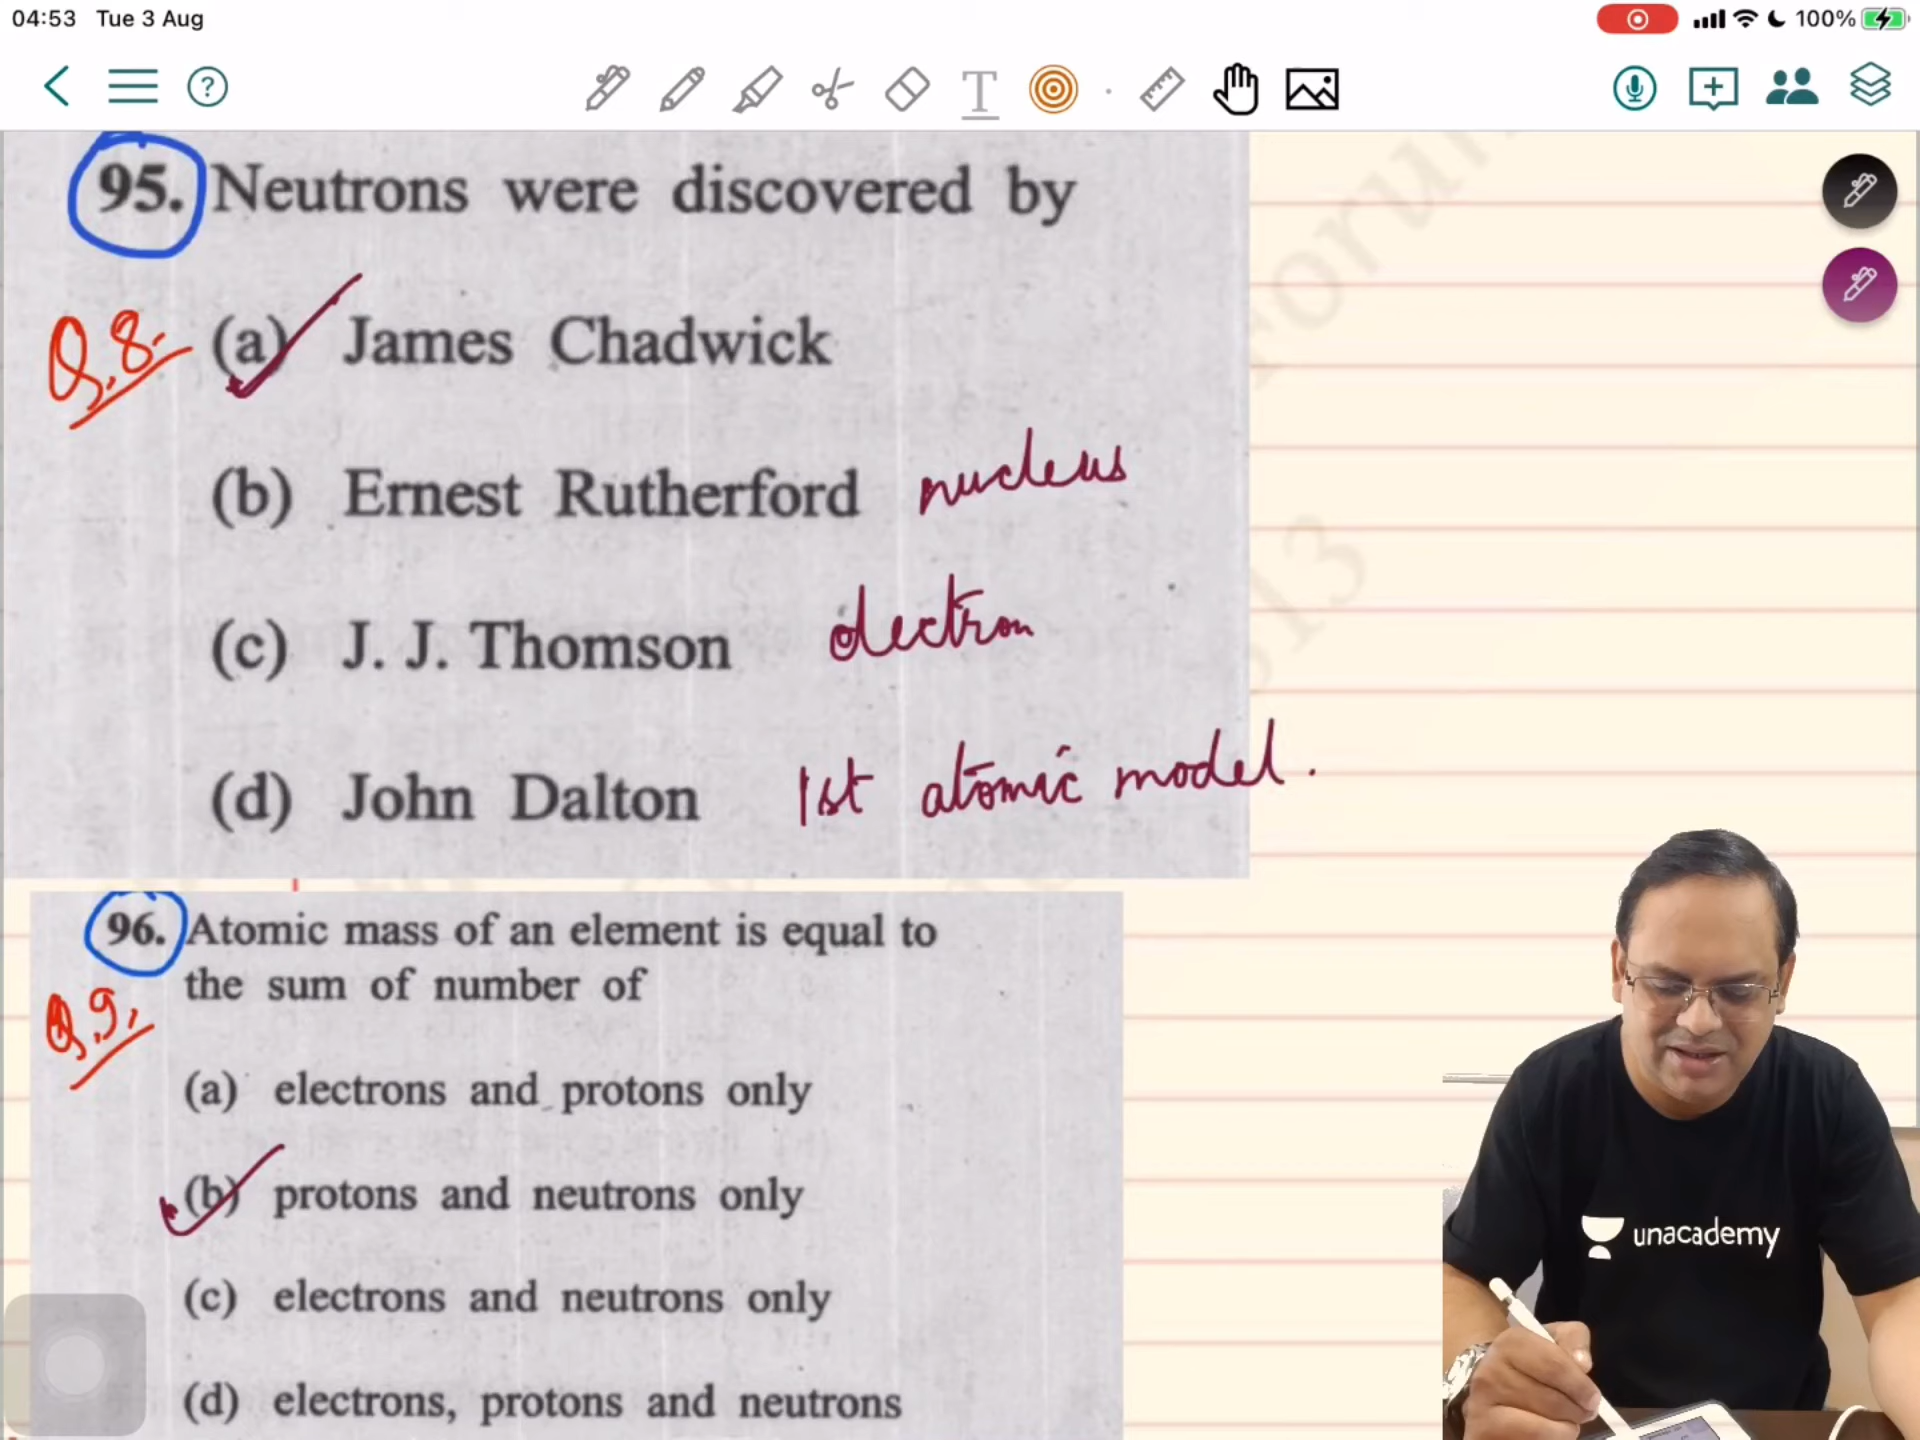 04:53 Tue 3 Aug
100%
T
95. Neutrons were discovered by
Q.8.
(a) James Chadwick
(b) Ernest Rutherford nucleus
(c) J. J. Thomson electron
(d) John Dalton 1st atomic model.
96. Atomic mass of an element is equal to
the sum of number of
Q.9.
(a) electrons and protons only
(b) protons and neutrons only
(c) electrons and neutrons only
(d) electrons, protons and neutrons
unacademy